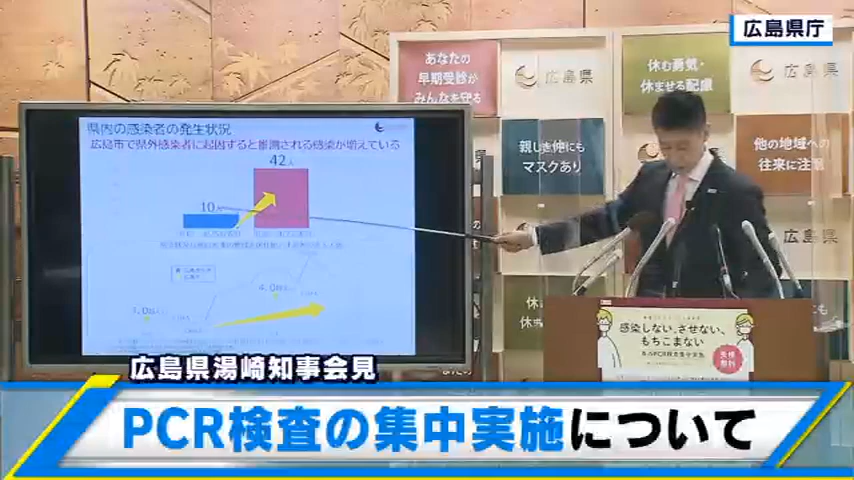 広島県庁
あなたの
早期受診が
みんなを守る
広島県
休む勇気・
休ませる配慮
広島県
親しき仲にも
マスクあり
他の地域への
往来に注意
広島県
県内の感染者の発生状況
広島市で県外感染者に起因すると推測される感染が増えている
42人
10人
感染しない、させない、
もちこまない
無料
広島県湯崎知事会見
PCR検査の集中実施について